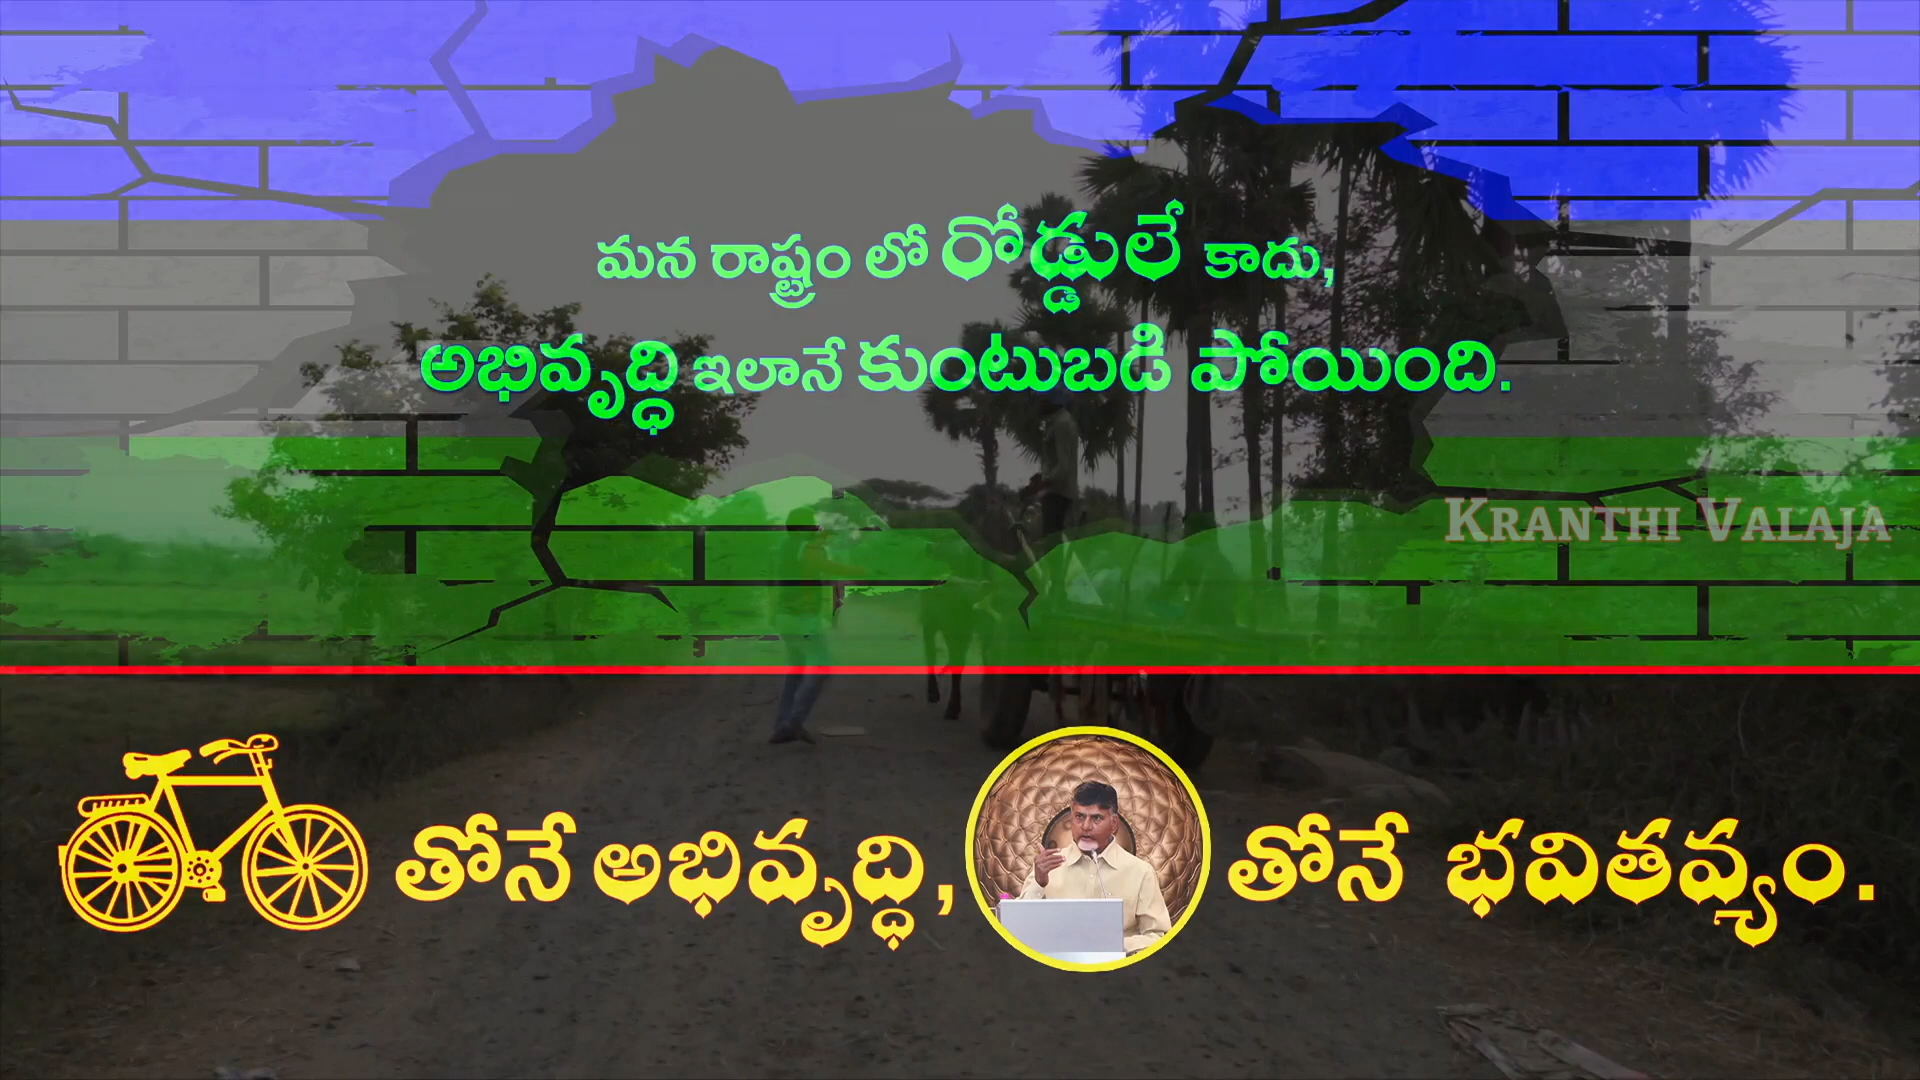 మన రాష్ట్రం లో రోడ్డులే కాదు,
అభివృద్ధి ఇలానే కుంటుబడి పోయింది.
KRANTHI VALAJA
తోనే అభివృద్ధి, తోనే భవితవ్యం.